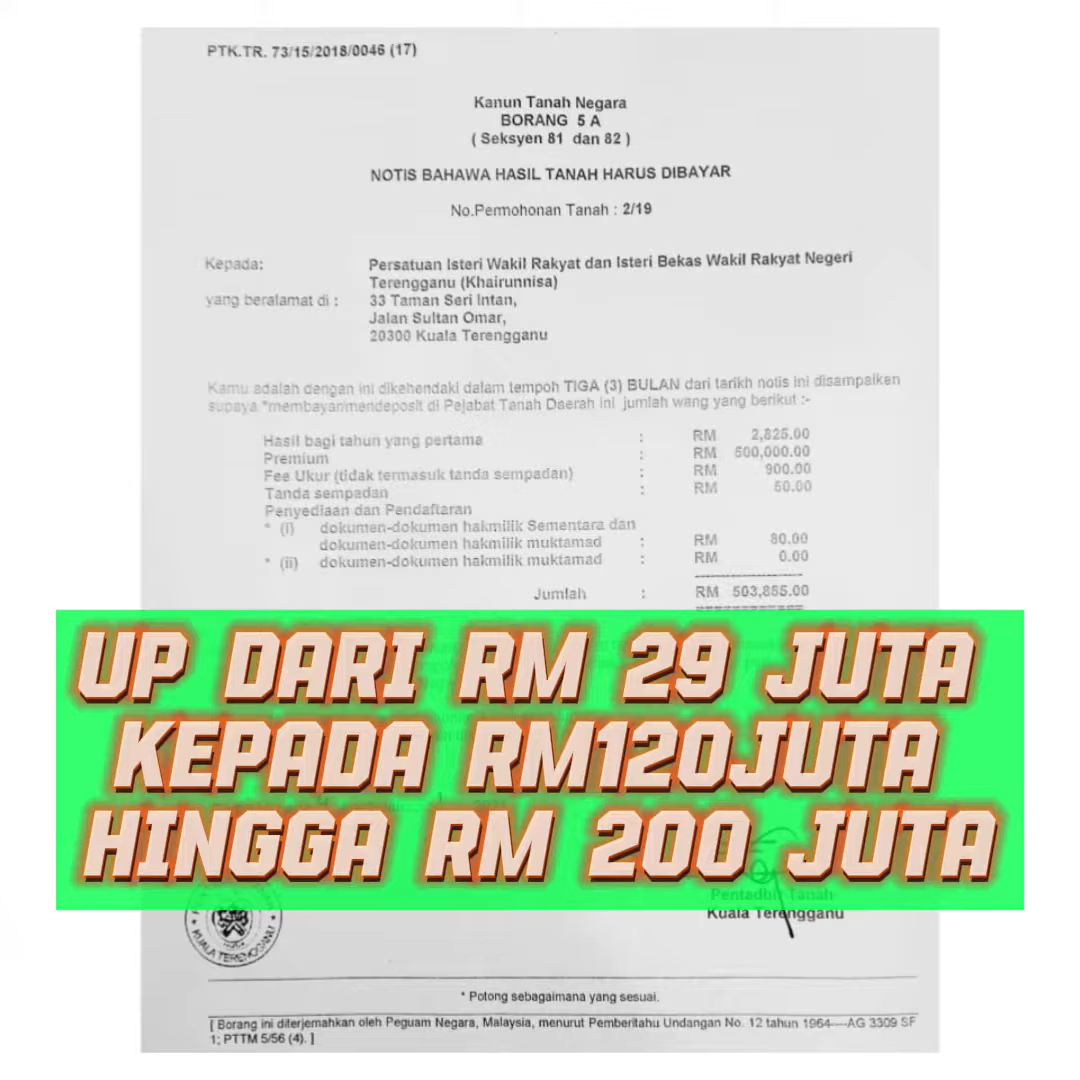 PTK.TR. 73/15/2018/0046 (17)
Kanun Tanah Negara
BORANG 5 A
( Seksyen 81 dan 82 )
NOTIS BAHAWA HASIL TANAH HARUS DIBAYAR
No.Permohonan Tanah : 2/19
Kepada: Persatuan Isteri Wakil Rakyat dan Isteri Bekas Wakil Rakyat Negeri
Terengganu (Khairunnisa)
yang beralamat di : 33 Taman Seri Intan,
Jalan Sultan Omar,
20300 Kuala Terengganu
Kamu adalah dengan ini dikehendaki dalam tempoh TIGA (3) BULAN dari tarikh notis ini disampaikan
supaya *membayar/mendeposit di Pejabat Tanah Daerah ini jumlah wang yang berikut :-
Hasil bagi tahun yang pertama : RM 2,825.00
Premium : RM 500,000.00
Fee Ukur (tidak termasuk tanda sempadan) : RM 900.00
Tanda sempadan : RM 50.00
Penyediaan dan Pendaftaran
* (i) dokumen-dokumen hakmilik Sementara dan
dokumen-dokumen hakmilik muktamad : RM 80.00
* (ii) dokumen-dokumen hakmilik muktamad : RM 0.00
Jumlah : RM 503,855.00
UP DARI RM 29 JUTA
KEPADA RM120JUTA
HINGGA RM 200 JUTA
Pentadbir Tanah
Kuala Terengganu
KUALA TERENGGANU
* Potong sebagaimana yang sesuai.
[ Borang ini diterjemahkan oleh Peguam Negara, Malaysia, menurut Pemberitahu Undangan No. 12 tahun 1964----AG 3309 SF
1; PTTM 5/56 (4). ]